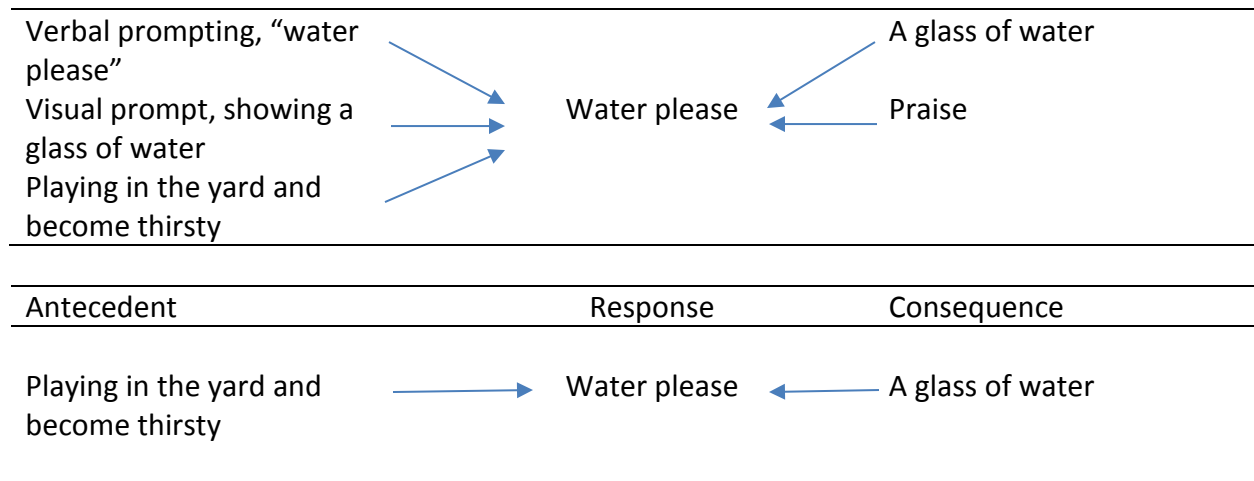 Verbal prompting, “water please” A glass of water
Visual prompt, showing a glass of water Water please Praise
Playing in the yard and become thirsty
Antecedent Response Consequence
Playing in the yard and become thirsty Water please A glass of water